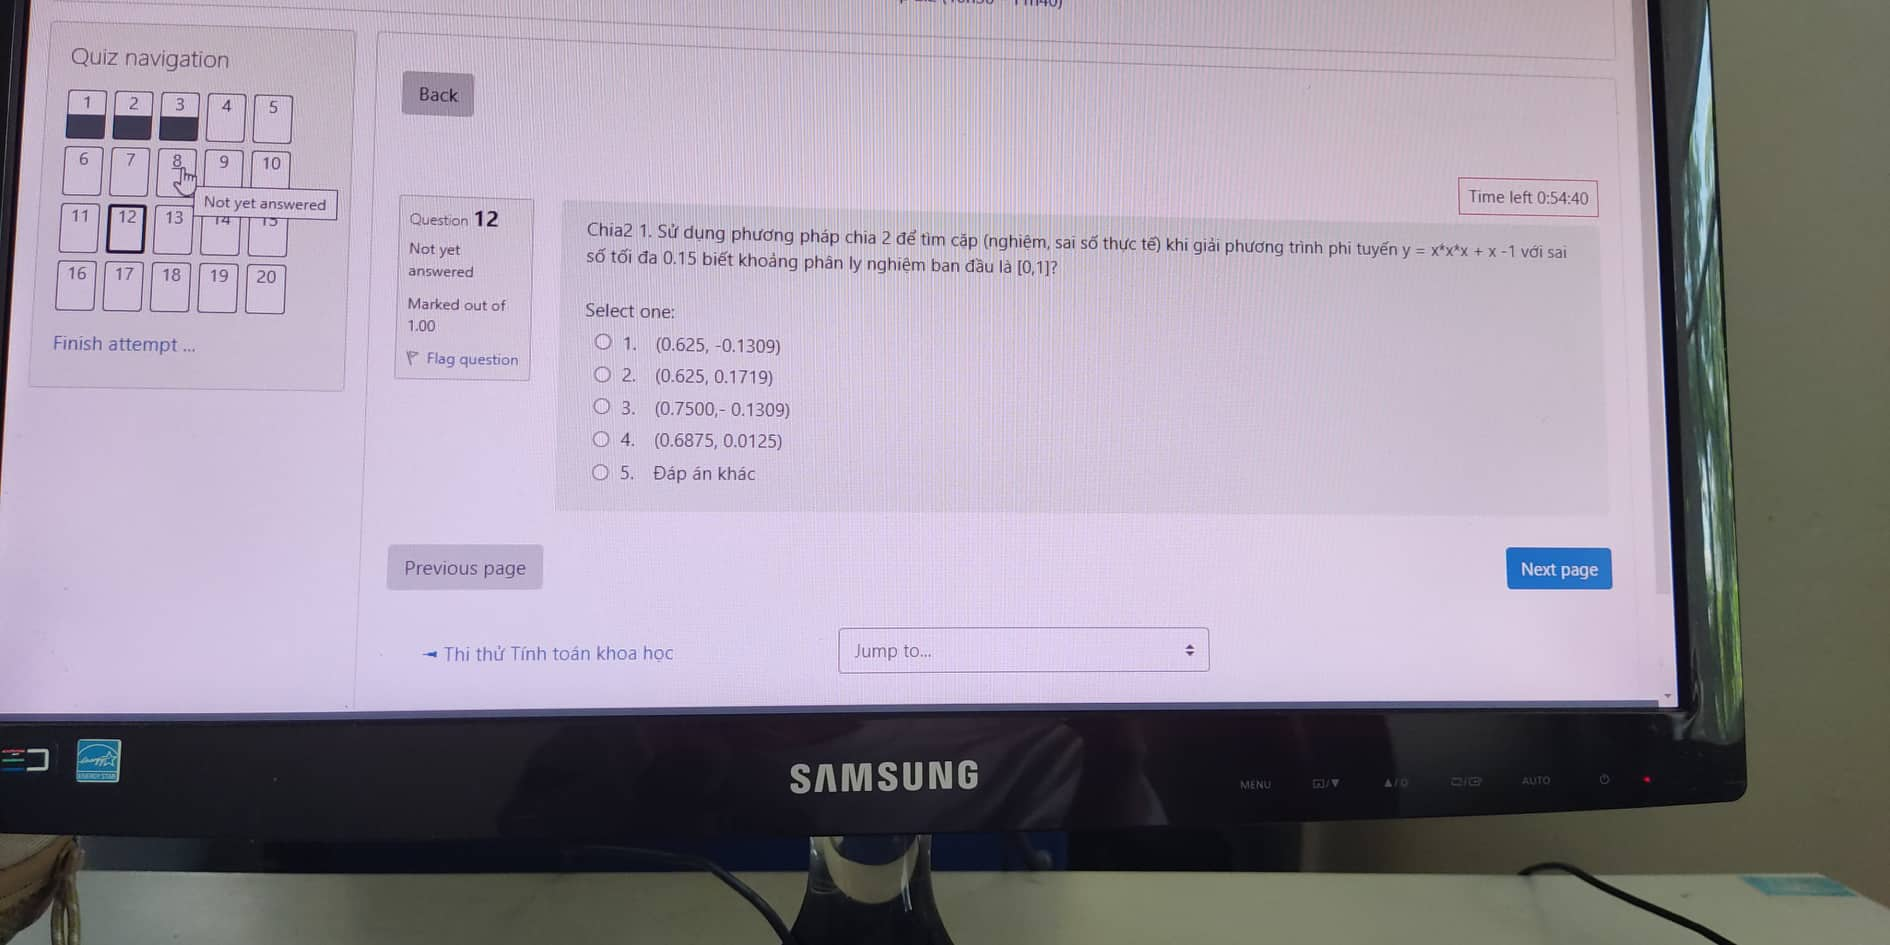 Quiz navigation
1 2 3 4 5
6 7 8 9 10
Not yet answered
11 12 13 14 15
16 17 18 19 20
Finish attempt ...
Back
Time left 0:54:40
Question 12
Not yet
answered
Marked out of
1.00
Flag question
Chia2 1. Sử dụng phương pháp chia 2 để tìm cặp (nghiệm, sai số thực tế) khi giải phương trình phi tuyến y = x*x*x + x -1 với sai
số tối đa 0.15 biết khoảng phân ly nghiệm ban đầu là [0,1]?
Select one:
1. (0.625, -0.1309)
2. (0.625, 0.1719)
3. (0.7500,- 0.1309)
4. (0.6875, 0.0125)
5. Đáp án khác
Previous page
Next page
Thi thử Tính toán khoa học
Jump to...
ENERGY STAR
SAMSUNG
MENU
AUTO